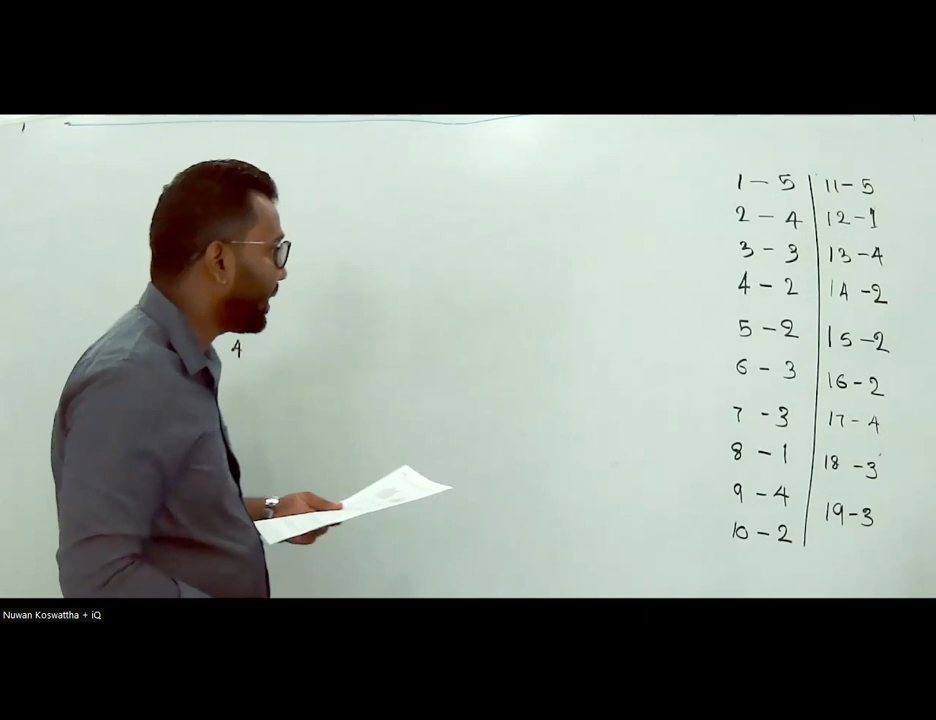 1 - 5
2 - 4
3 - 3
4 - 2
5 - 2
6 - 3
7 - 3
8 - 1
9 - 4
10 - 2
11 - 5
12 - 1
13 - 4
14 - 2
15 - 2
16 - 2
17 - 4
18 - 3
19 - 3
4
Nuwan Koswattha + iQ